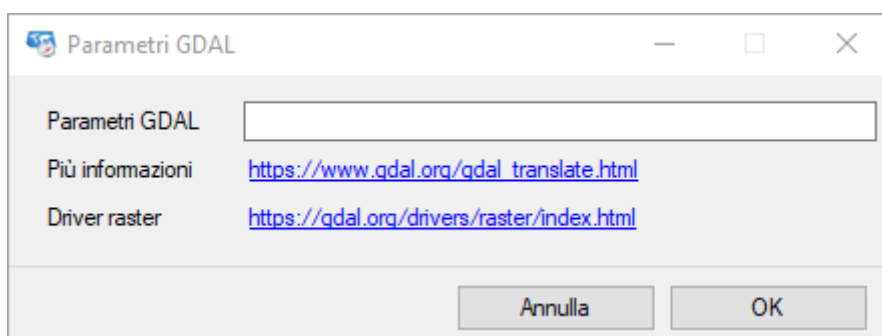 Parametri GDAL
Parametri GDAL
Più informazioni https://www.gdal.org/gdal_translate.html
Driver raster https://gdal.org/drivers/raster/index.html
Annulla OK